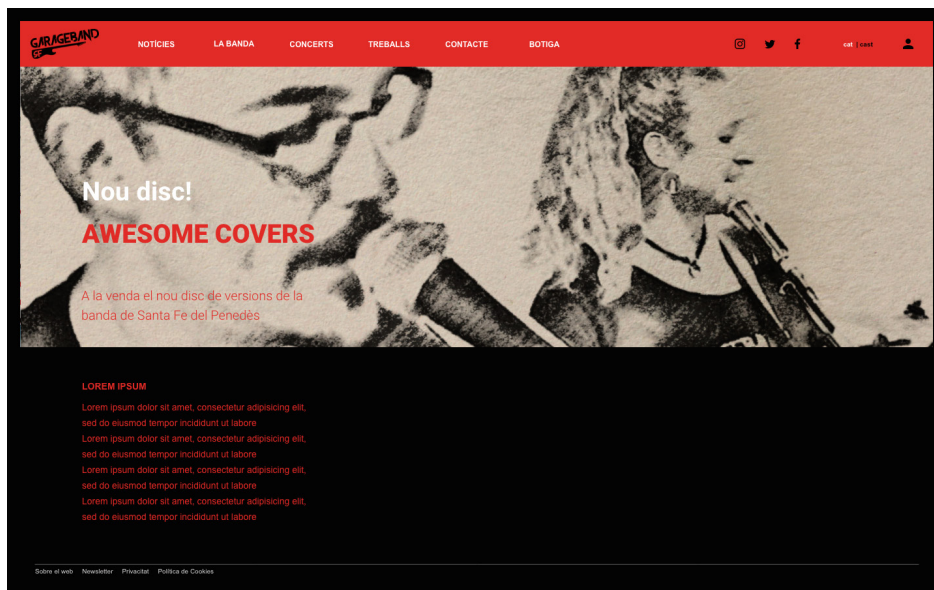 GARAGEBAND
NOTÍCIES LA BANDA CONCERTS TREBALLS CONTACTE BOTIGA cat | cast
Nou disc!
AWESOME COVERS
A la venda el nou disc de versions de la
banda de Santa Fe del Penedès
LOREM IPSUM
Lorem ipsum dolor sit amet, consectetur adipisicing elit,
sed do eiusmod tempor incididunt ut labore
Lorem ipsum dolor sit amet, consectetur adipisicing elit,
sed do eiusmod tempor incididunt ut labore
Lorem ipsum dolor sit amet, consectetur adipisicing elit,
sed do eiusmod tempor incididunt ut labore
Lorem ipsum dolor sit amet, consectetur adipisicing elit,
sed do eiusmod tempor incididunt ut labore
Sobre el web Newsletter Privacitat Política de Cookies